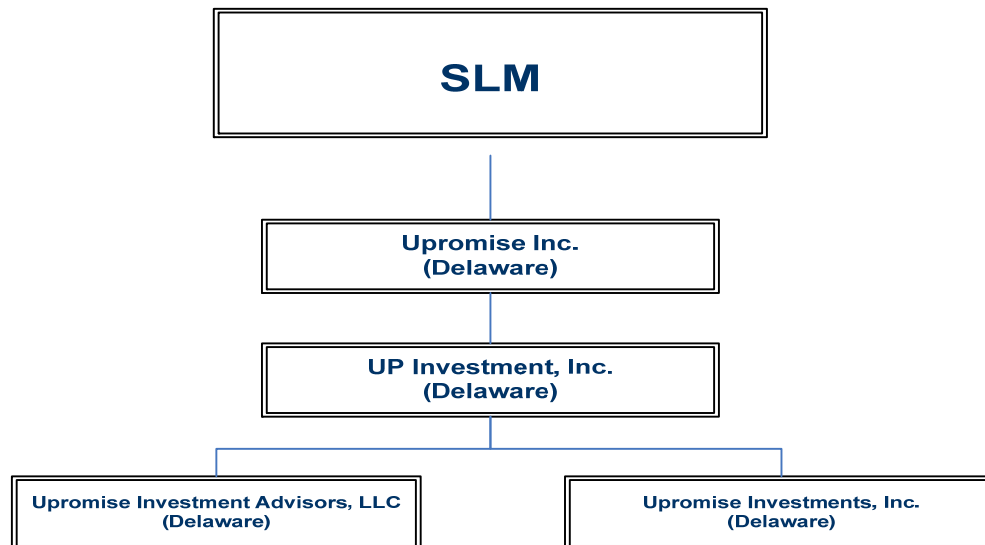 SLM
Upromise Inc.
(Delaware)
UP Investment, Inc.
(Delaware)
Upromise Investment Advisors, LLC
(Delaware)
Upromise Investments, Inc.
(Delaware)